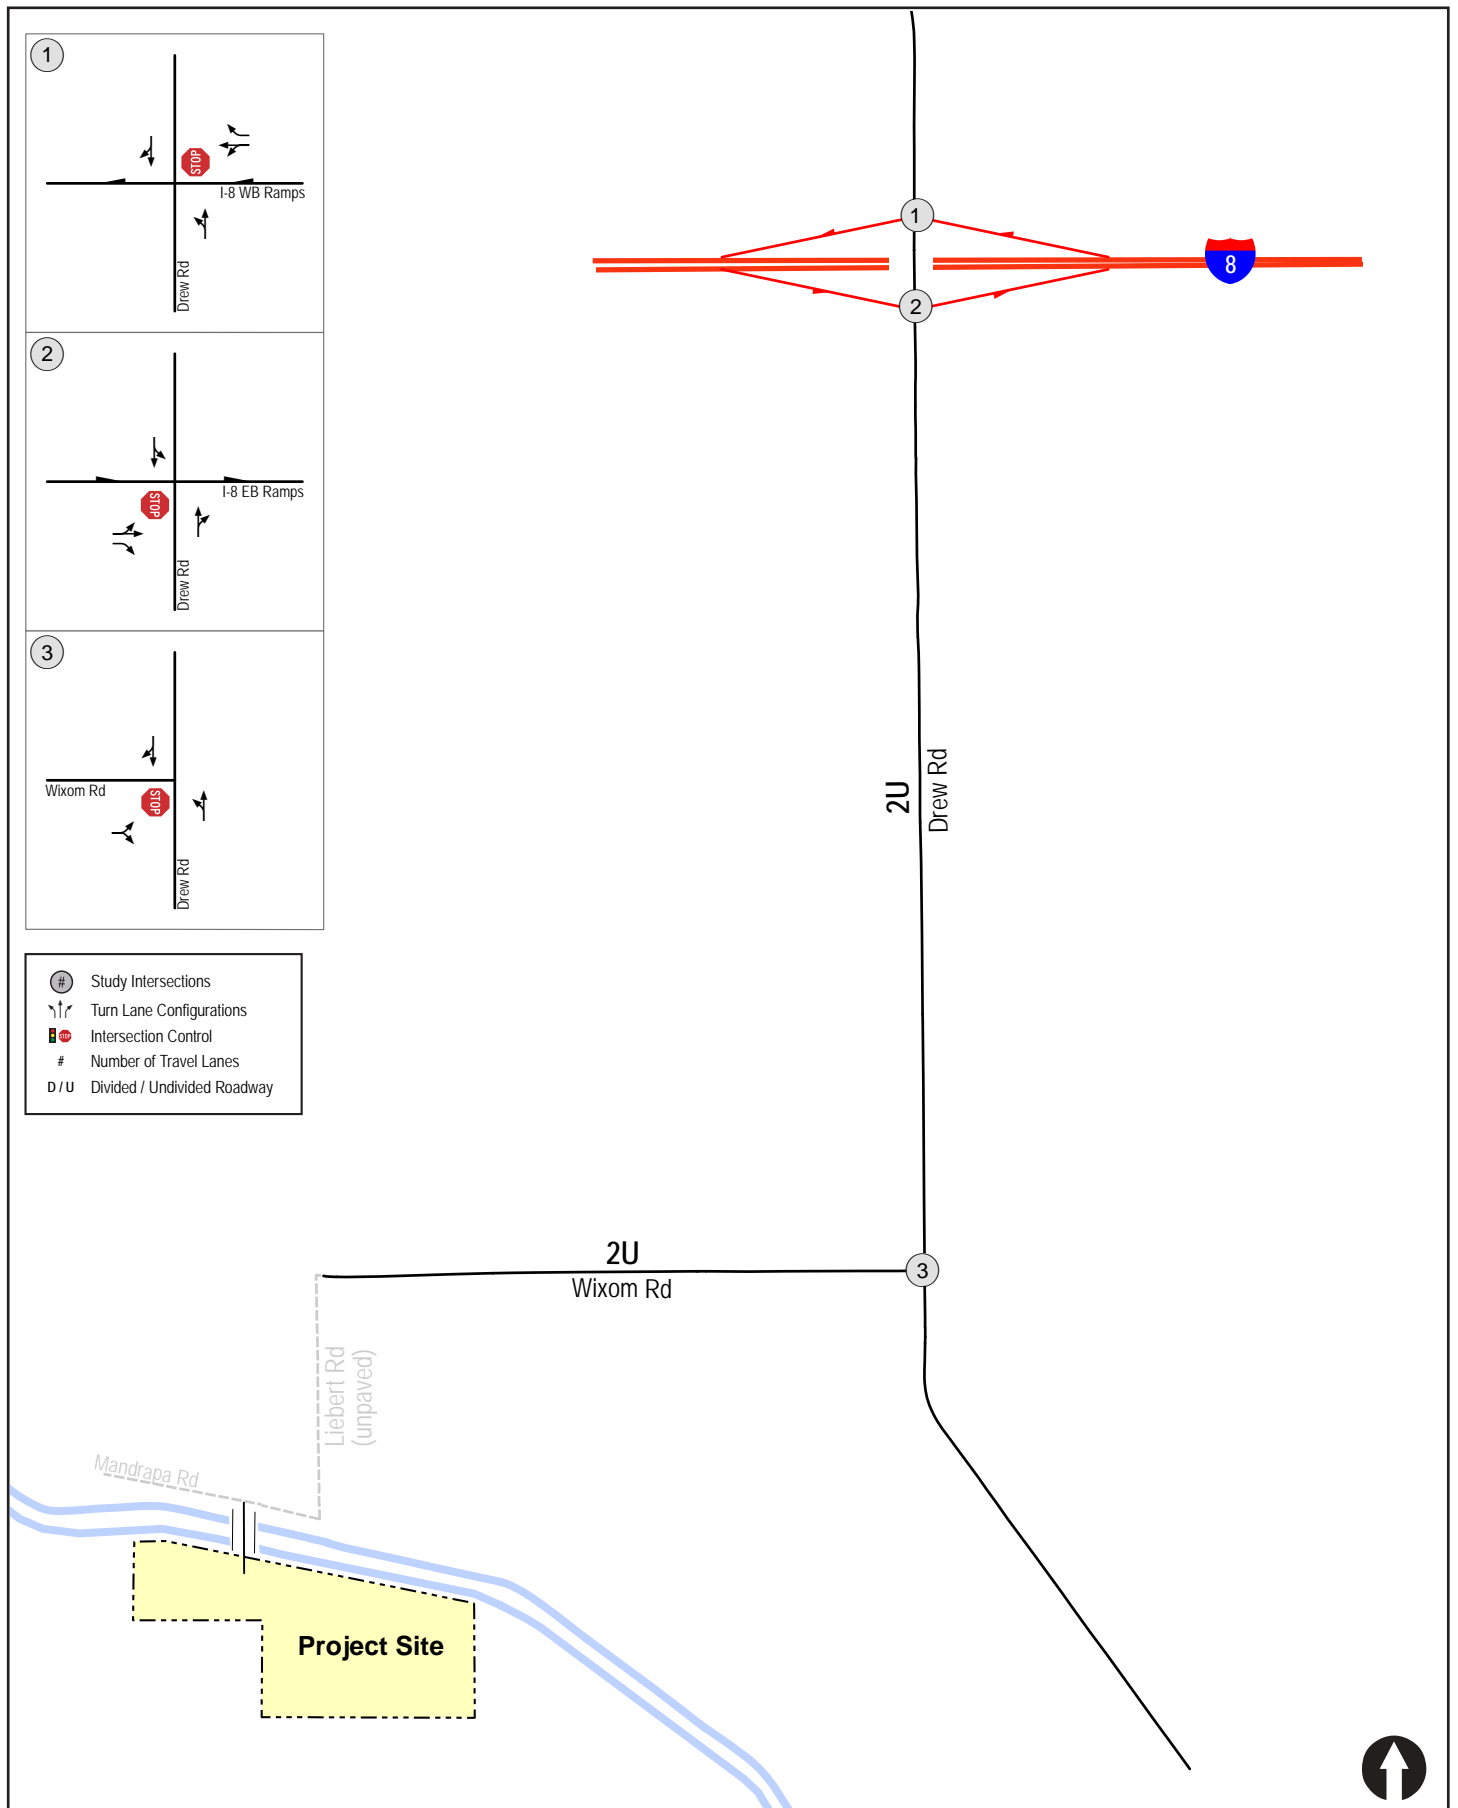 1
STOP
I-8 WB Ramps
Drew Rd
2
STOP
I-8 EB Ramps
Drew Rd
3
Wixom Rd
STOP
Drew Rd
# Study Intersections
Turn Lane Configurations
STOP Intersection Control
# Number of Travel Lanes
D / U Divided / Undivided Roadway
1
8
2
2U
Drew Rd
2U
Wixom Rd
3
Liebert Rd
(unpaved)
Mandrapa Rd
Project Site